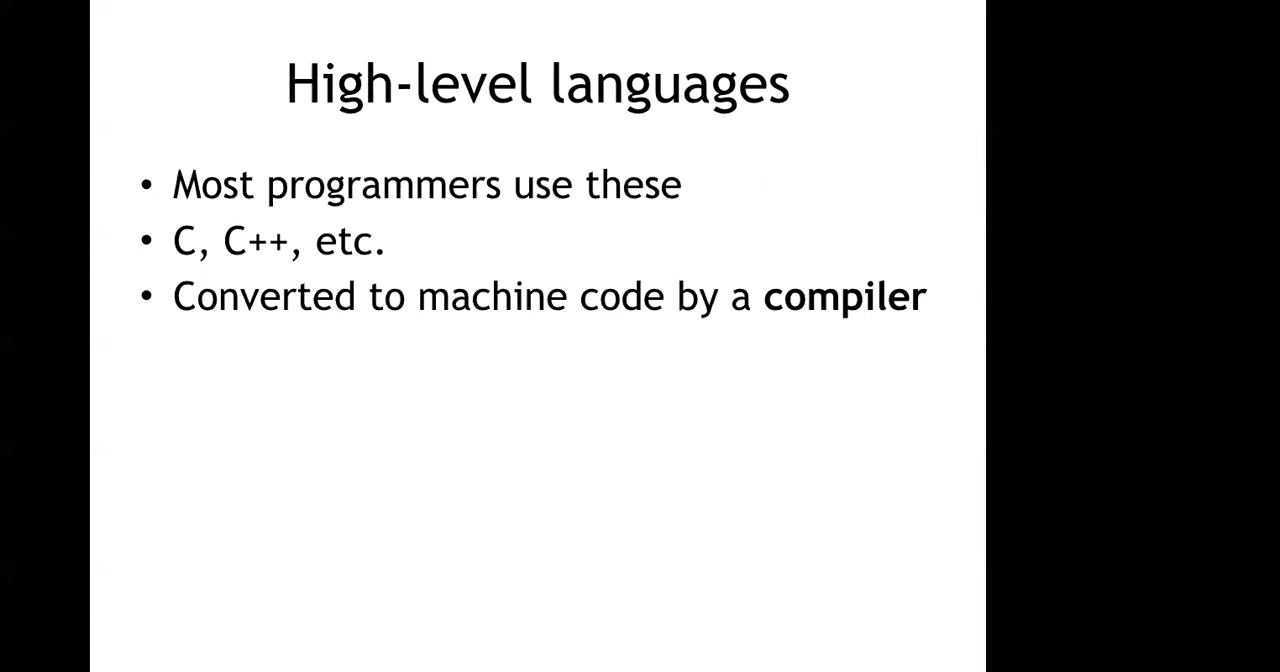 High-level languages
• Most programmers use these
• C, C++, etc.
• Converted to machine code by a compiler